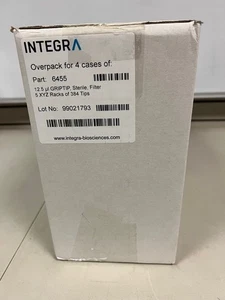 INTEGRA
Overpack for 4 cases of:
Part: 6455
12.5 µl GRIPTIP, Sterile, Filter
5 XYZ Racks of 384 Tips
Lot No: 99021793
www.integra-biosciences.com